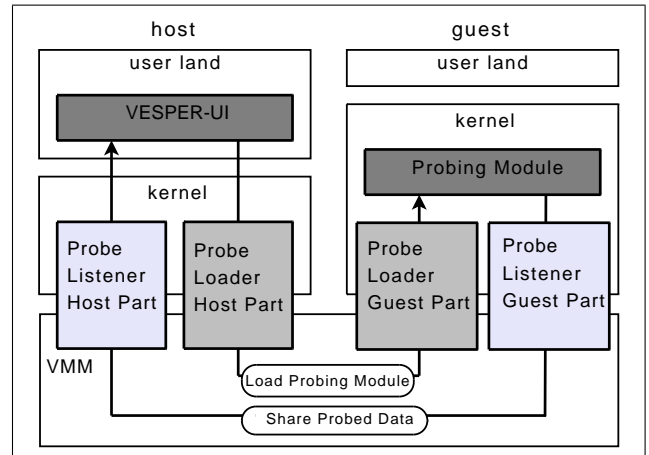 host
guest
user land
user land
VESPER-UI
kernel
Probing Module
kernel
Probe
Listener
Host Part
Probe
Loader
Host Part
Probe
Loader
Guest Part
Probe
Listener
Guest Part
VMM
Load Probing Module
Share Probed Data